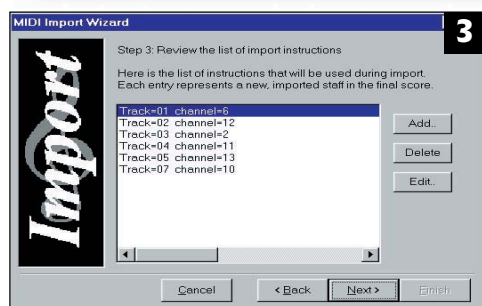 MIDI Import Wizard
3
Import
Step 3: Review the list of import instructions
Here is the list of instructions that will be used during import.
Each entry represents a new, imported staff in the final score.
Track=01 channel=6
Track=02 channel=12
Track=03 channel=2
Track=04 channel=11
Track=05 channel=13
Track=07 channel=10
Add..
Delete
Edit..
Cancel
< Back
Next >
Finish